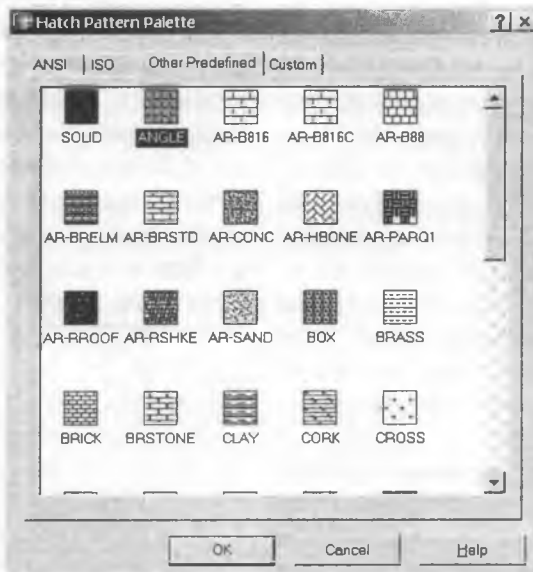 Hatch Pattern Palette
ANSI ISO Other Predefined Custom
SOLID ANGLE AR-B816 AR-B816C AR-B88
AR-BRELM AR-BRSTD AR-CONC AR-HBONE AR-PARQ1
AR-RROOF AR-RSHKE AR-SAND BOX BRASS
BRICK BRSTONE CLAY CORK CROSS
OK Cancel Help